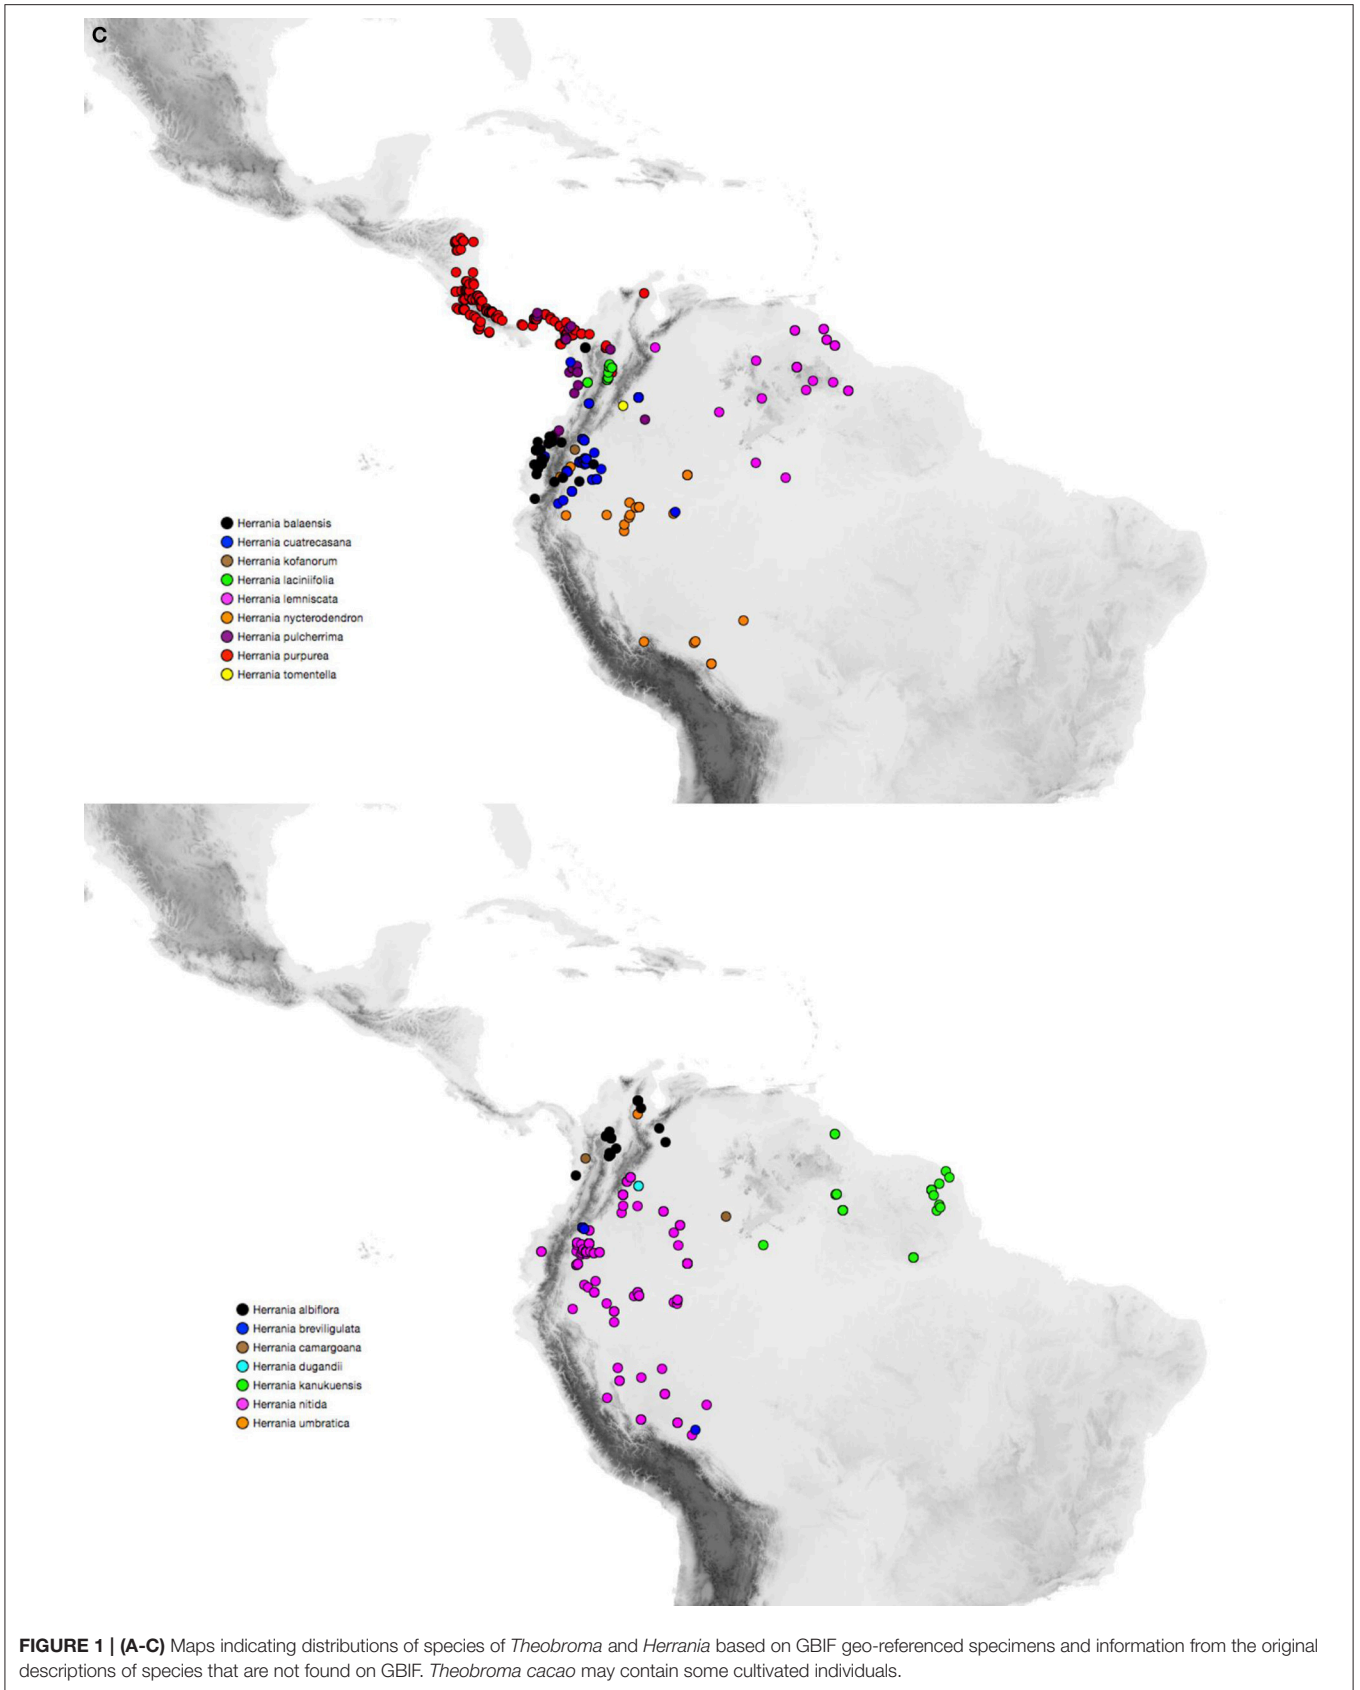 C
Herrania balaensis
Herrania cuatrecasana
Herrania kofanorum
Herrania laciniifolia
Herrania lemniscata
Herrania nycterodendron
Herrania pulcherrima
Herrania purpurea
Herrania tomentella
Herrania albiflora
Herrania breviligulata
Herrania camargoana
Herrania dugandii
Herrania kanukuensis
Herrania nitida
Herrania umbratica
FIGURE 1 | (A-C) Maps indicating distributions of species of Theobroma and Herrania based on GBIF geo-referenced specimens and information from the original
descriptions of species that are not found on GBIF. Theobroma cacao may contain some cultivated individuals.